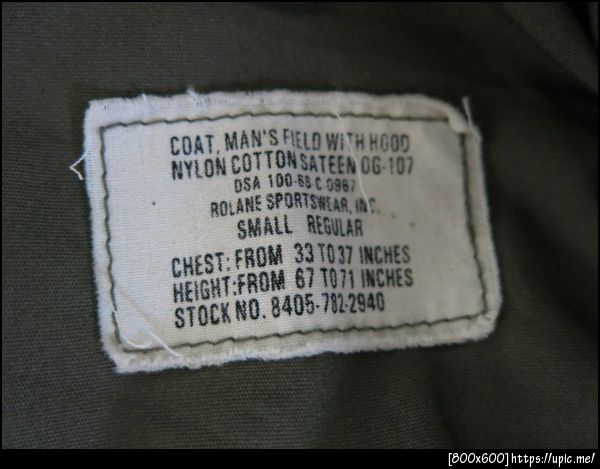 COAT, MAN'S FIELD WITH HOOD
NYLON COTTON SATEEN OG-107
DSA 100-68-C-0967
ROLANE SPORTSWEAR, INC.
SMALL REGULAR
CHEST: FROM 33 TO 37 INCHES
HEIGHT: FROM 67 TO 71 INCHES
STOCK NO. 8405-782-2940
[800x600] https://upic.me/